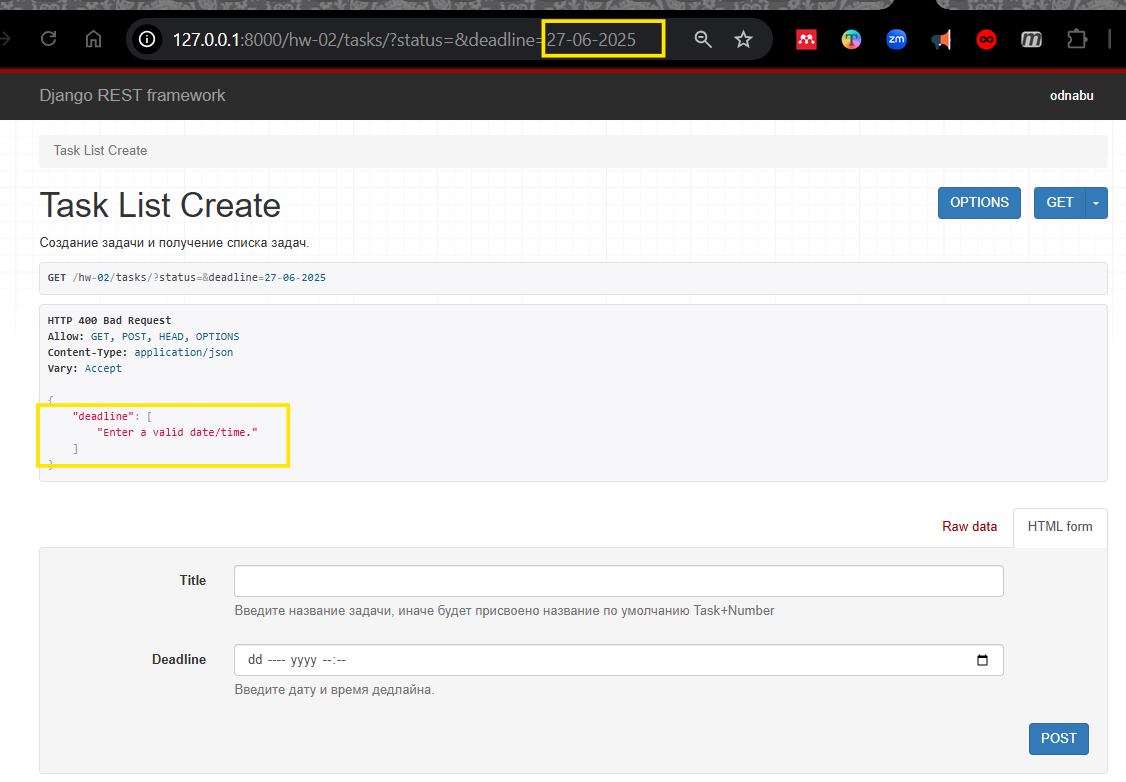 127.0.0.1:8000/hw-02/tasks/?status=&deadline=27-06-2025
zm
m
Django REST framework
odnabu
Task List Create
Task List Create
OPTIONS
GET
Создание задачи и получение списка задач.
GET /hw-02/tasks/?status=&deadline=27-06-2025
HTTP 400 Bad Request
Allow: GET, POST, HEAD, OPTIONS
Content-Type: application/json
Vary: Accept
{
"deadline": [
"Enter a valid date/time."
]
}
Raw data
HTML form
Title
Введите название задачи, иначе будет присвоено название по умолчанию Task+Number
Deadline
dd ---- yyyy --:--
Введите дату и время дедлайна.
POST